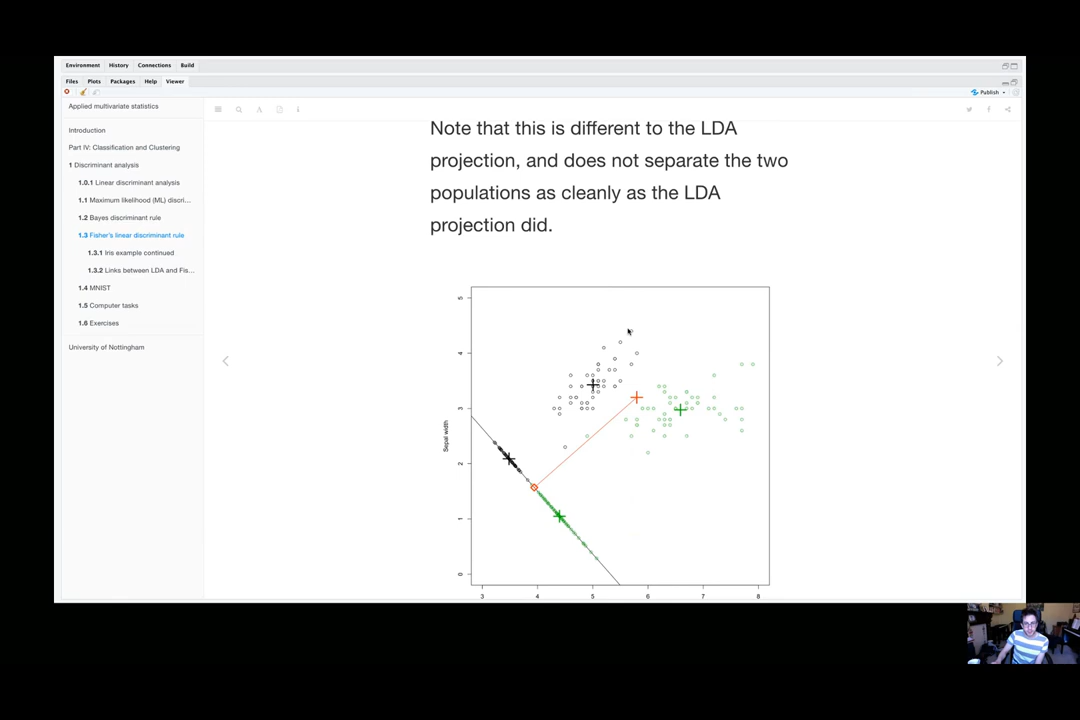 Environment History Connections Build
Files Plots Packages Help Viewer
Publish
Applied multivariate statistics
Introduction
Part IV: Classification and Clustering
1 Discriminant analysis
1.0.1 Linear discriminant analysis
1.1 Maximum likelihood (ML) discri...
1.2 Bayes discriminant rule
1.3 Fisher's linear discriminant rule
1.3.1 Iris example continued
1.3.2 Links between LDA and Fis...
1.4 MNIST
1.5 Computer tasks
1.6 Exercises
University of Nottingham
Note that this is different to the LDA
projection, and does not separate the two
populations as cleanly as the LDA
projection did.
5
4
3
2
1
0
Sepal width
3 4 5 6 7 8